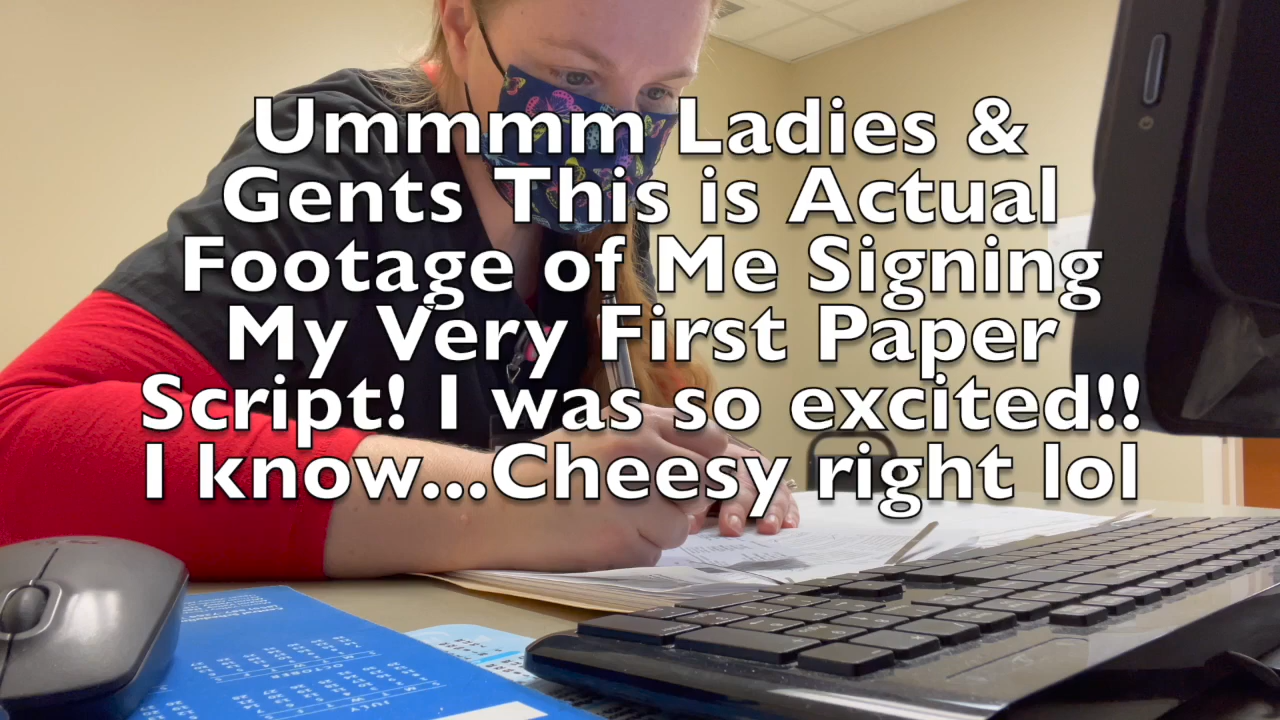 Ummmm Ladies &
Gents This is Actual
Footage of Me Signing
My Very First Paper
Script! I was so excited!!
I know...Cheesy right lol
JULY